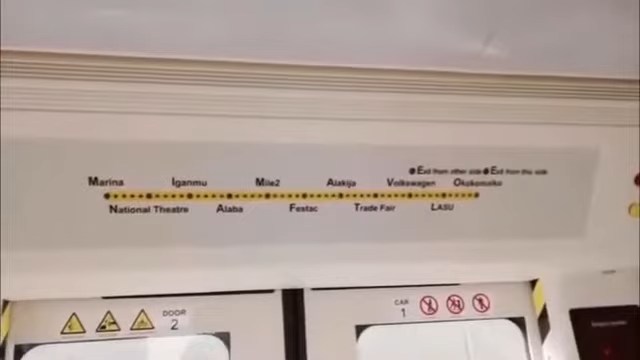 Exit from other side Exit from this side
Marina Iganmu Mile2 Alakija Volkswagen Okokomaiko
National Theatre Alaba Festac Trade Fair LASU
DOOR
2
CAR
1